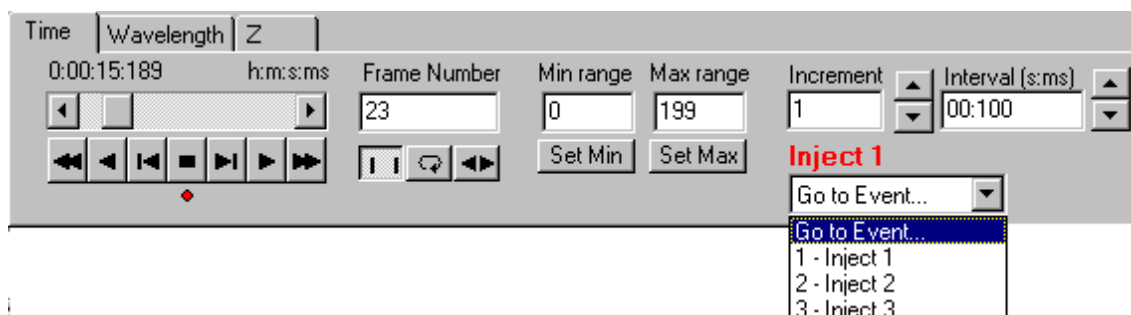 Time Wavelength Z
0:00:15:189 h:m:s:ms Frame Number Min range Max range Increment Interval (s:ms)
23 0 199 1 00:100
Set Min Set Max Inject 1
Go to Event...
Go to Event...
1 - Inject 1
2 - Inject 2
3 - Inject 3